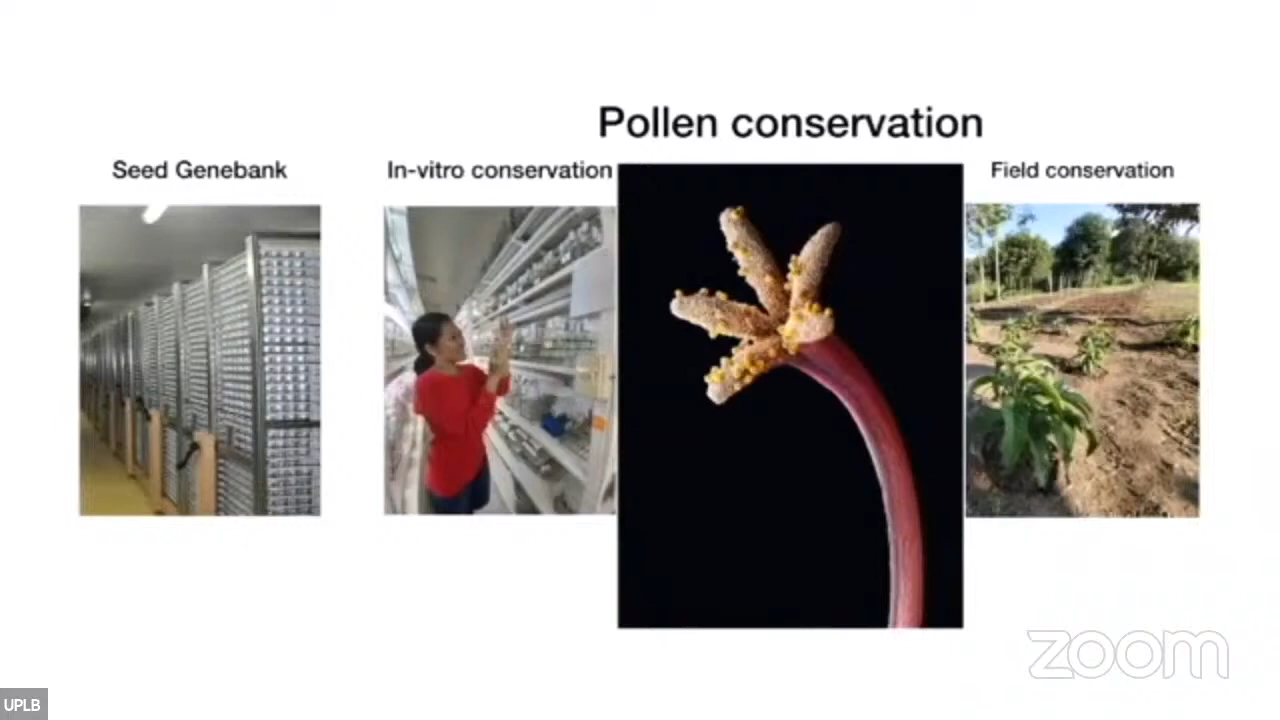 Pollen conservation
Seed Genebank
In-vitro conservation
Field conservation
zoom
UPLB